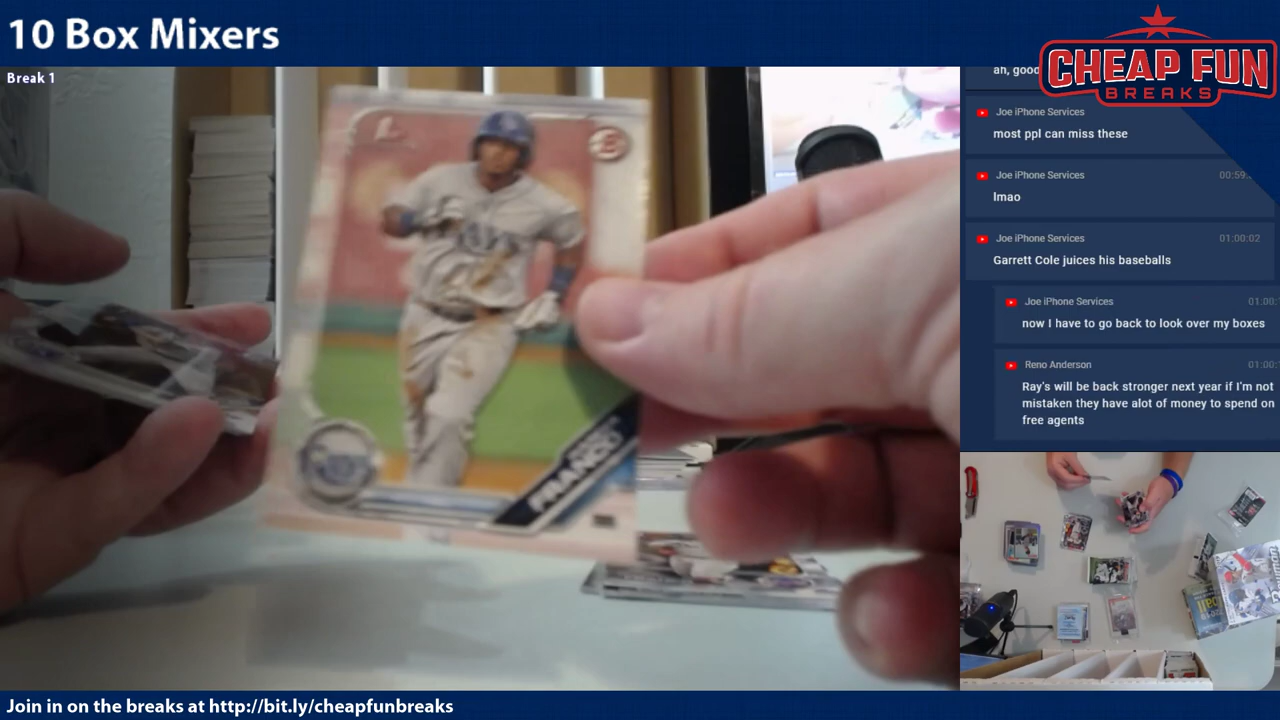 10 Box Mixers
Break 1
CHEAP FUN
BREAKS
ah, good
Joe iPhone Services
most ppl can miss these
Joe iPhone Services
00:59
lmao
Joe iPhone Services
01:00:02
Garrett Cole juices his baseballs
Joe iPhone Services
01:00:
now I have to go back to look over my boxes
Reno Anderson
01:00:
Ray's will be back stronger next year if I'm not
mistaken they have alot of money to spend on
free agents
RAYS
FRANCO
Join in on the breaks at http://bit.ly/cheapfunbreaks